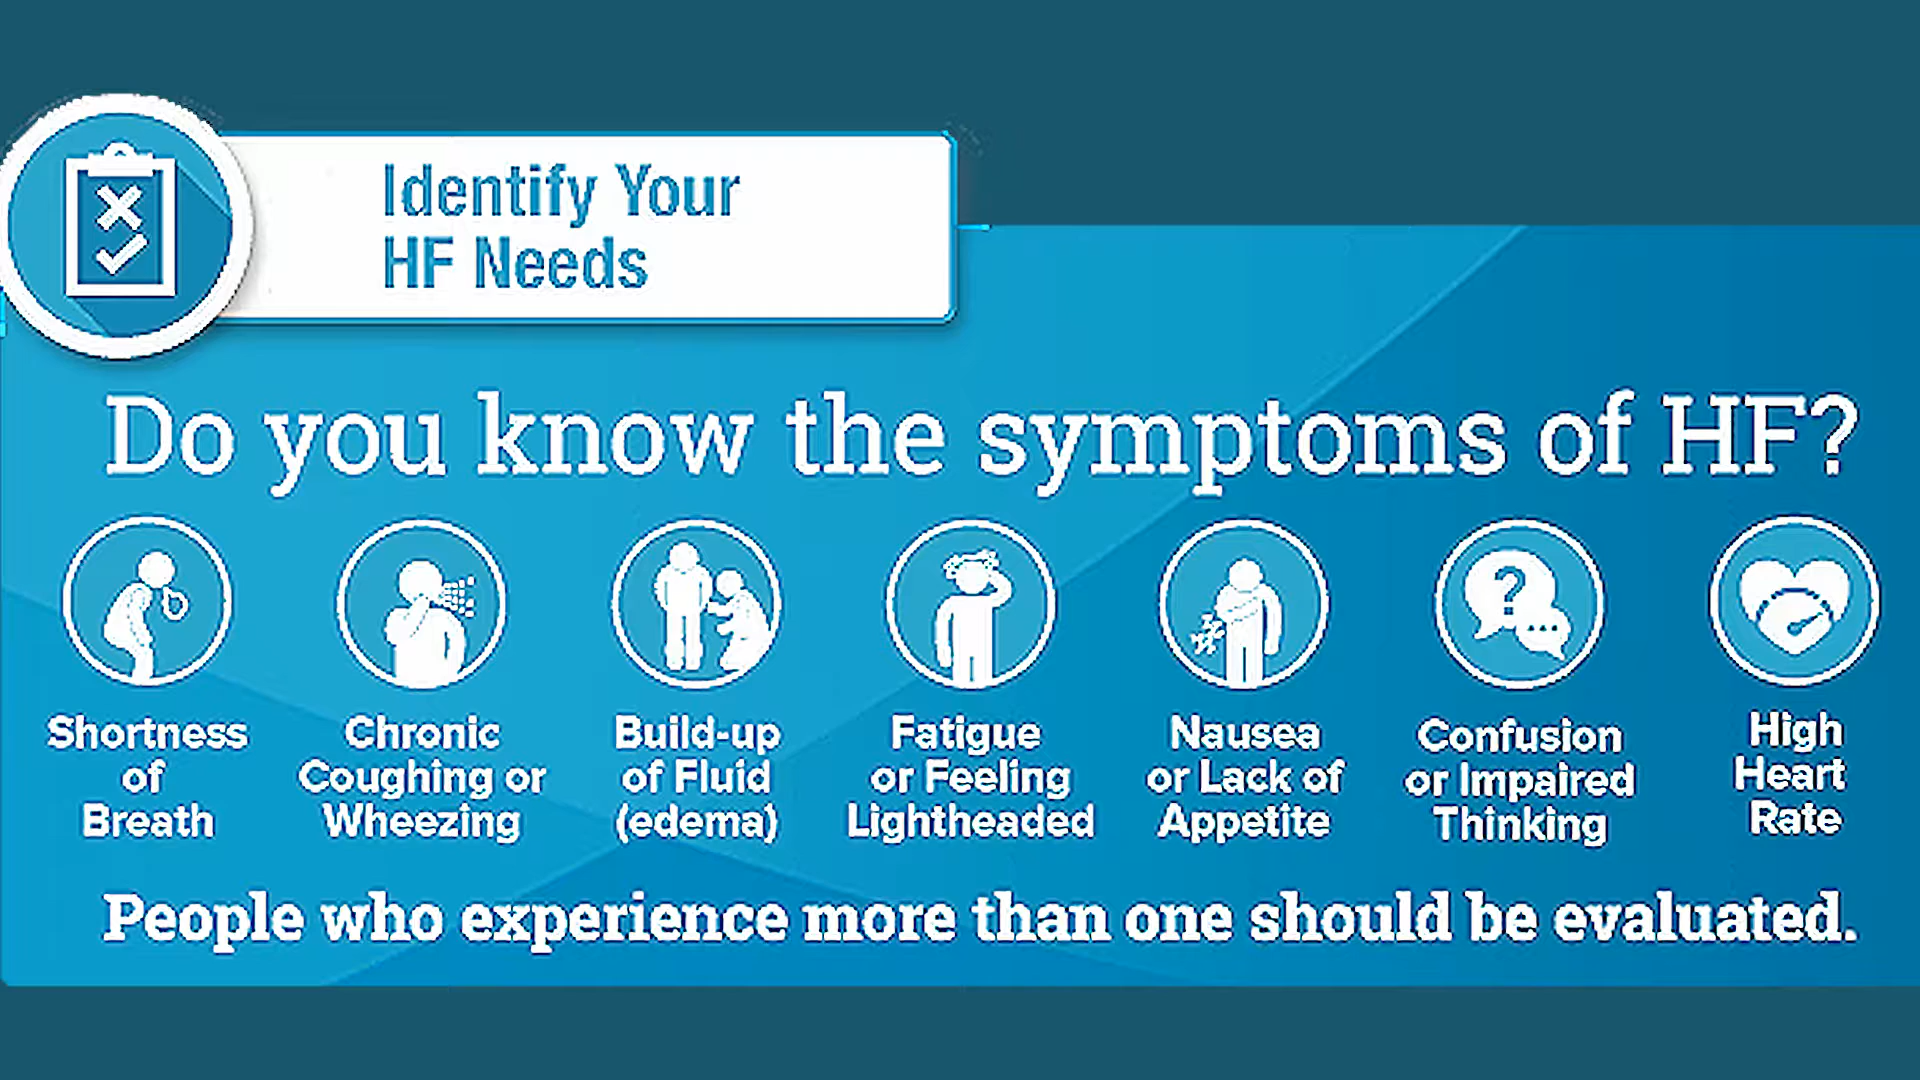 Identify Your
HF Needs
Do you know the symptoms of HF?
Shortness
of
Breath
Chronic
Coughing or
Wheezing
Build-up
of Fluid
(edema)
Fatigue
or Feeling
Lightheaded
Nausea
or Lack of
Appetite
Confusion
or Impaired
Thinking
High
Heart
Rate
People who experience more than one should be evaluated.